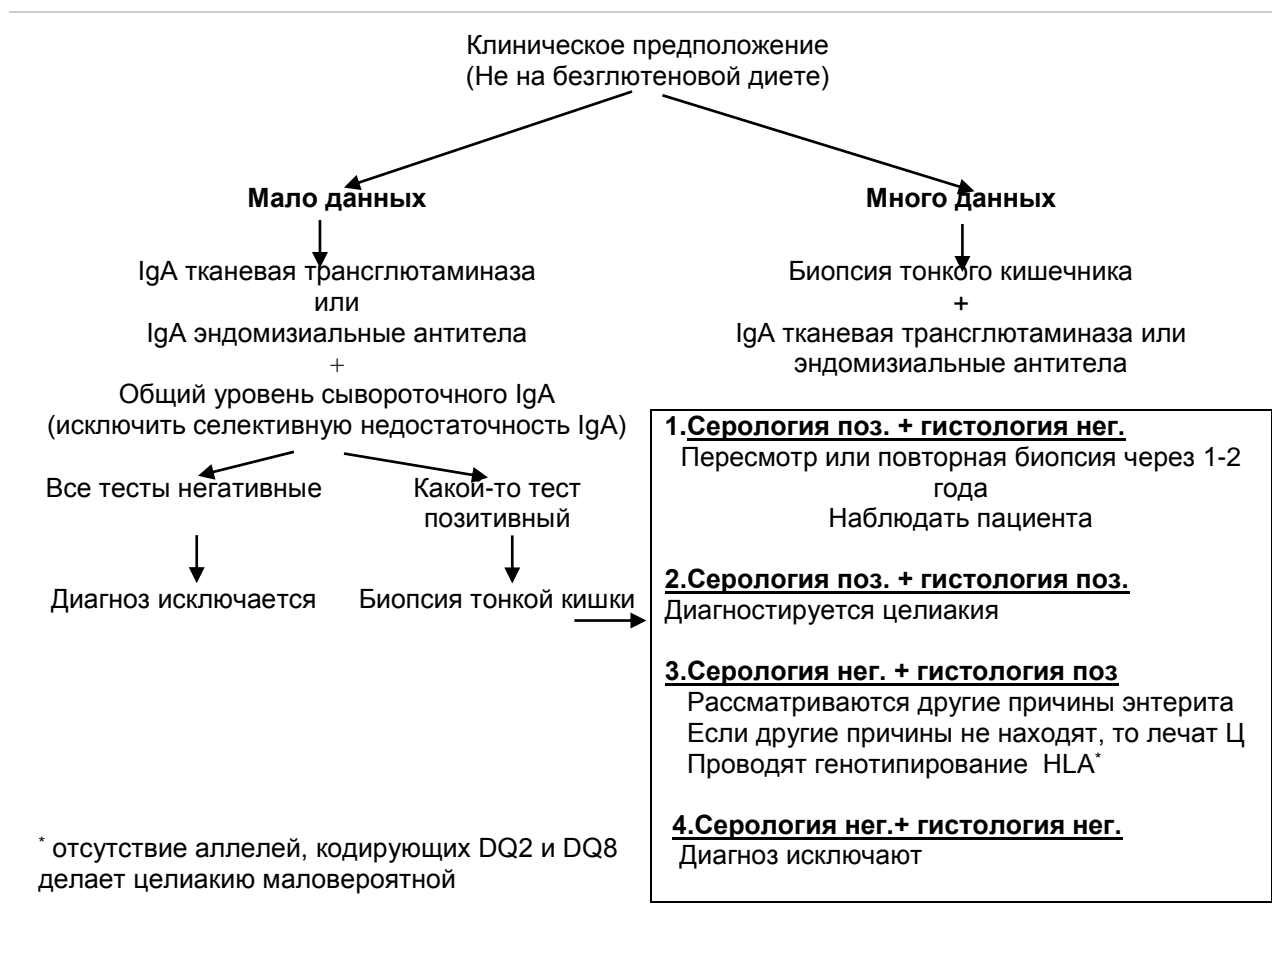 Клиническое предположение
(Не на безглютеновой диете)
Мало данных
IgA тканевая трансглютаминаза
или
IgA эндомизиальные антитела
+
Общий уровень сывороточного IgA
(исключить селективную недостаточность IgA)
Все тесты негативные
Какой-то тест
позитивный
Диагноз исключается
Биопсия тонкой кишки
Много данных
Биопсия тонкого кишечника
+
IgA тканевая трансглютаминаза или
эндомизиальные антитела
1.Серология поз. + гистология нег.
Пересмотр или повторная биопсия через 1-2
года
Наблюдать пациента
2.Серология поз. + гистология поз.
Диагностируется целиакия
3.Серология нег. + гистология поз
Рассматриваются другие причины энтерита
Если другие причины не находят, то лечат Ц
Проводят генотипирование HLA*
4.Серология нег.+ гистология нег.
Диагноз исключают
* отсутствие аллелей, кодирующих DQ2 и DQ8
делает целиакию маловероятной